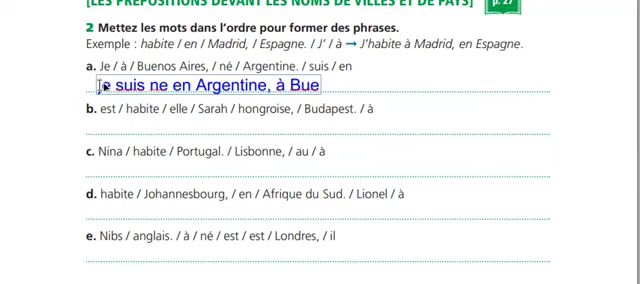 [LES PRÉPOSITIONS DEVANT LES NOMS DE VILLES ET DE PAYS]
p. 27
2 Mettez les mots dans l'ordre pour former des phrases.
Exemple : habite / en / Madrid, / Espagne. / J' / à → J'habite à Madrid, en Espagne.
a. Je / à / Buenos Aires, / né / Argentine. / suis / en
Je suis ne en Argentine, à Bue
b. est / habite / elle / Sarah / hongroise, / Budapest. / à
c. Nina / habite / Portugal. / Lisbonne, / au / à
d. habite / Johannesbourg, / en / Afrique du Sud. / Lionel / à
e. Nibs / anglais. / à / né / est / est / Londres, / il